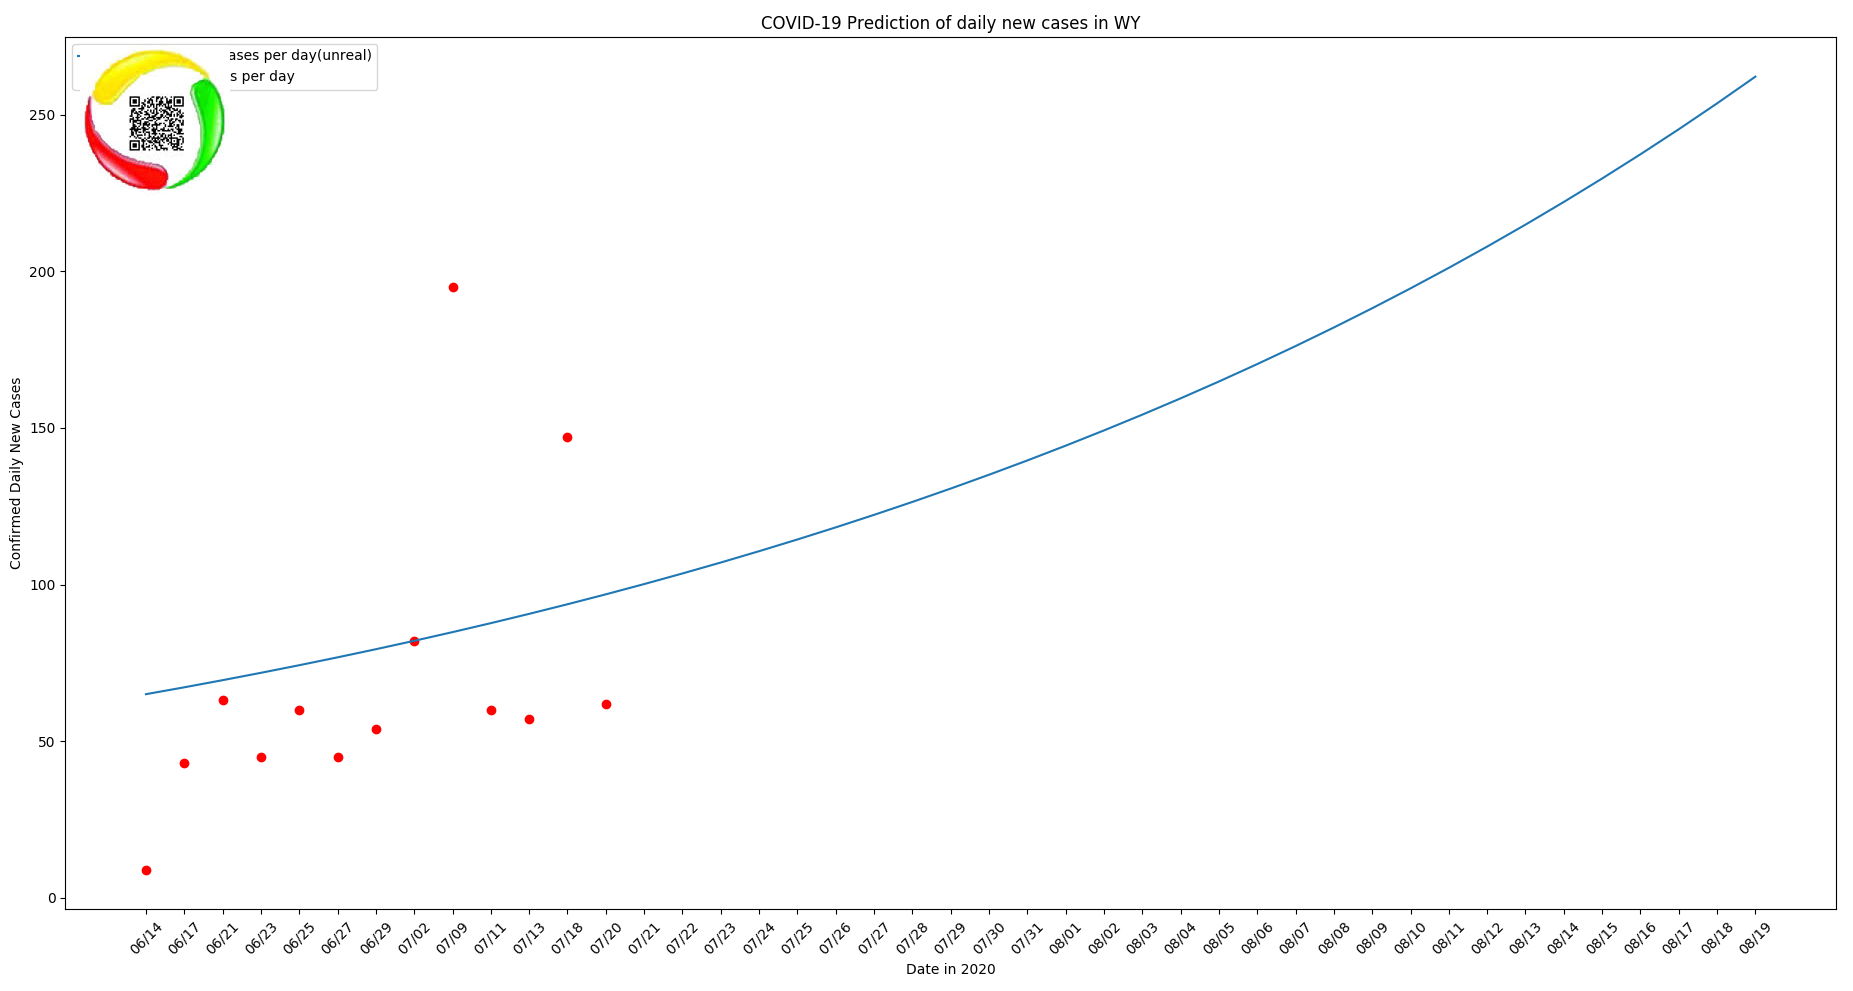 COVID-19 Prediction of daily new cases in WY
ases per day(unreal)
s per day
250
200
150
100
50
0
Confirmed Daily New Cases
06/14 06/17 06/21 06/23 06/25 06/27 06/29 07/02 07/09 07/11 07/13 07/18 07/20 07/21 07/22 07/23 07/24 07/25 07/26 07/27 07/28 07/29 07/30 07/31 08/01 08/02 08/03 08/04 08/05 08/06 08/07 08/08 08/09 08/10 08/11 08/12 08/13 08/14 08/15 08/16 08/17 08/18 08/19
Date in 2020